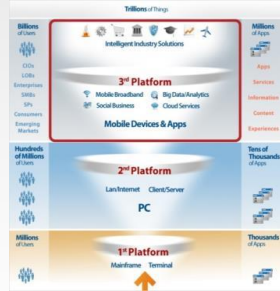 Trillions of Things
Billions
of Users
Millions
of Apps
Intelligent Industry Solutions
CIOs
LOBs
Enterprises
SMBs
SPs
Consumers
Emerging
Markets
3rd Platform
Mobile Broadband
Big Data/Analytics
Social Business
Cloud Services
Mobile Devices & Apps
Apps
Services
Information
Content
Experiences
Hundreds
of Millions
of Users
2nd Platform
Lan/Internet Client/Server
PC
Tens of
Thousands
of Apps
Millions
of Users
1st Platform
Mainframe Terminal
Thousands
of Apps